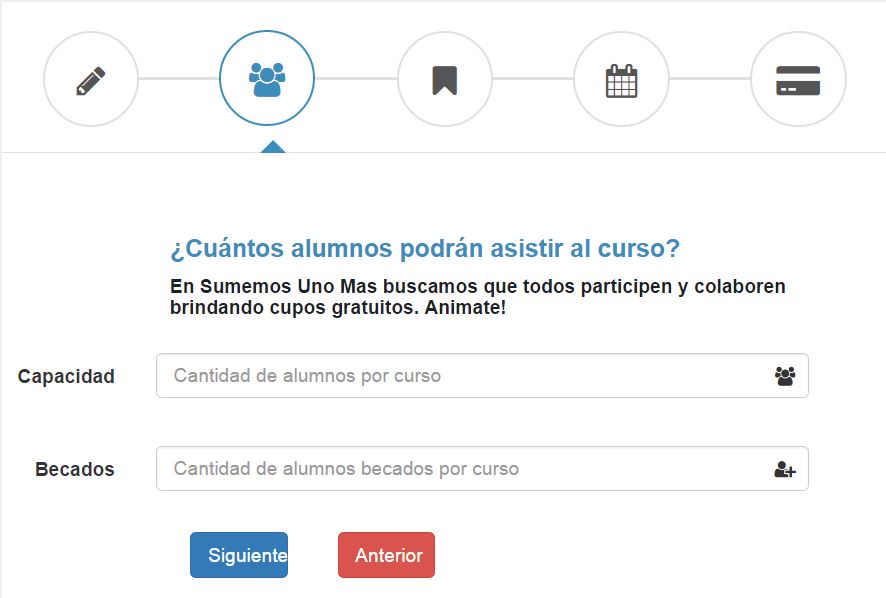 ¿Cuántos alumnos podrán asistir al curso?
En Sumemos Uno Mas buscamos que todos participen y colaboren
brindando cupos gratuitos. Animate!
Capacidad
Cantidad de alumnos por curso
Becados
Cantidad de alumnos becados por curso
Siguiente
Anterior